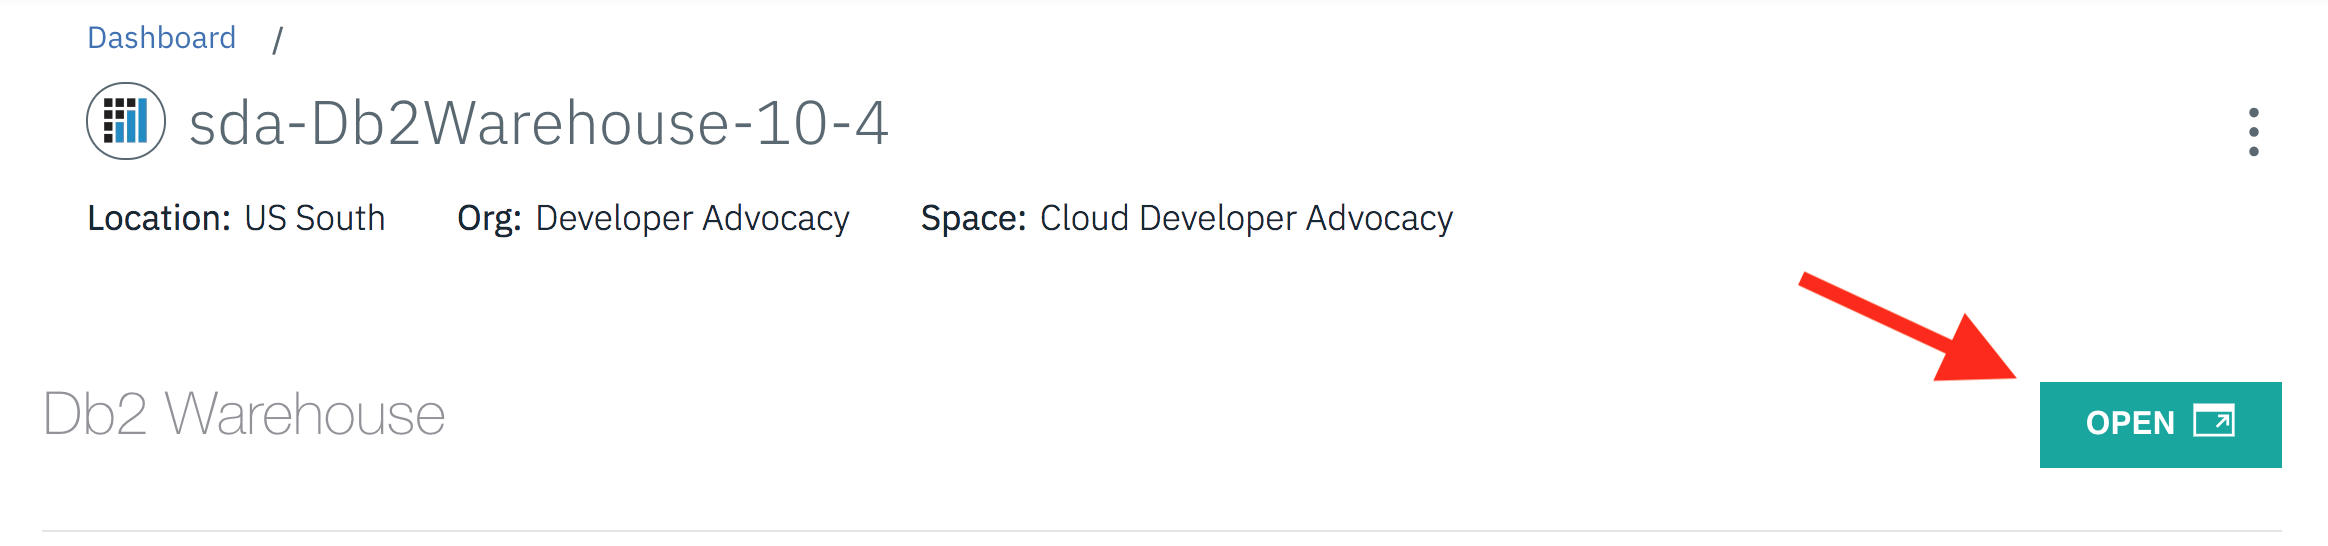 Dashboard /
sda-Db2Warehouse-10-4
Location: US South Org: Developer Advocacy Space: Cloud Developer Advocacy
Db2 Warehouse
OPEN